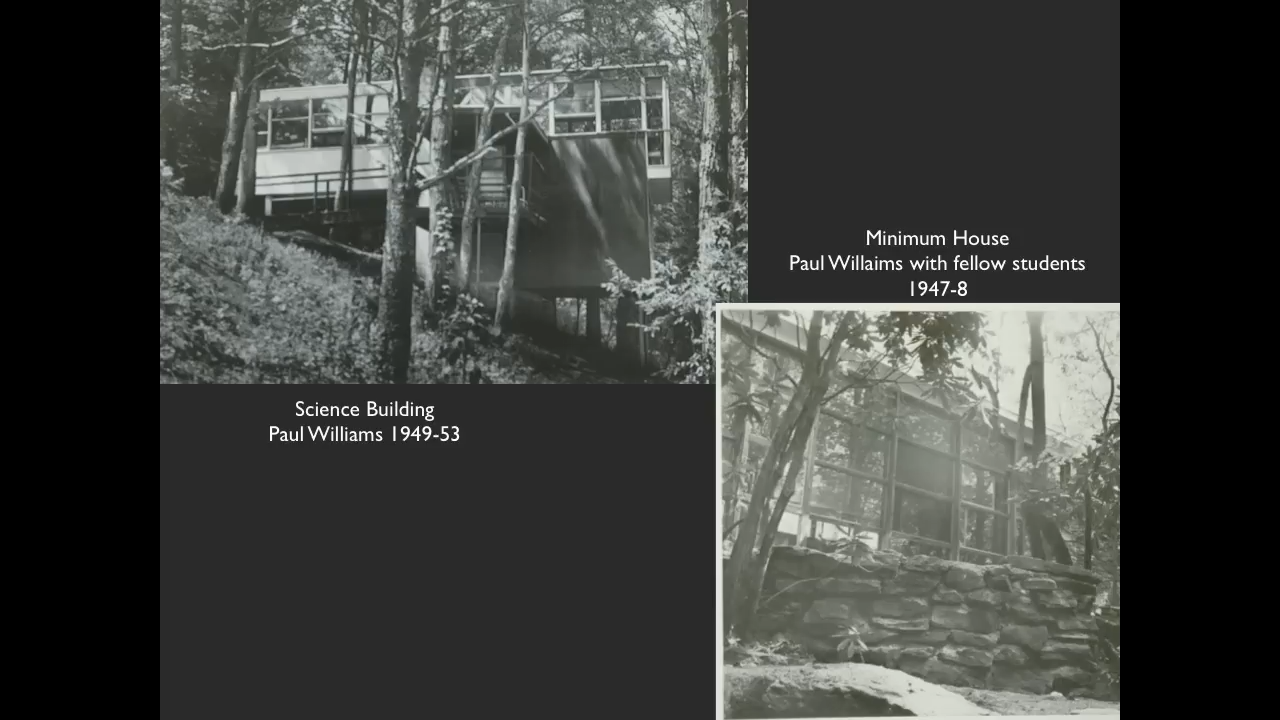 Minimum House
Paul Willaims with fellow students
1947-8
Science Building
Paul Williams 1949-53